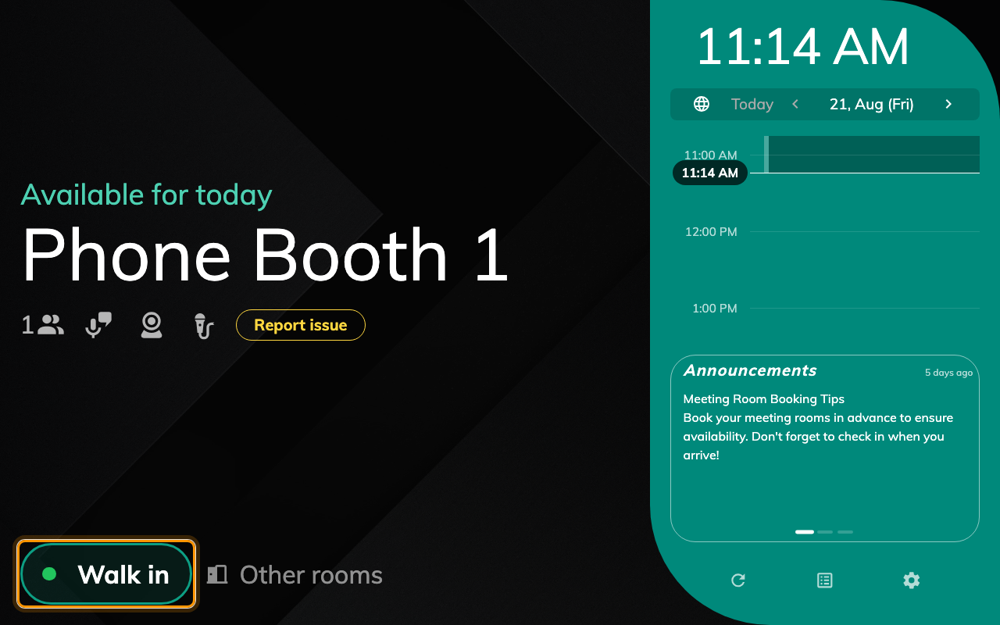 11:14 AM
Today
21, Aug (Fri)
11:00 AM
11:14 AM
12:00 PM
1:00 PM
Available for today
Phone Booth 1
1
Report issue
Announcements
5 days ago
Meeting Room Booking Tips
Book your meeting rooms in advance to ensure
availability. Don't forget to check in when you
arrive!
Walk in
Other rooms